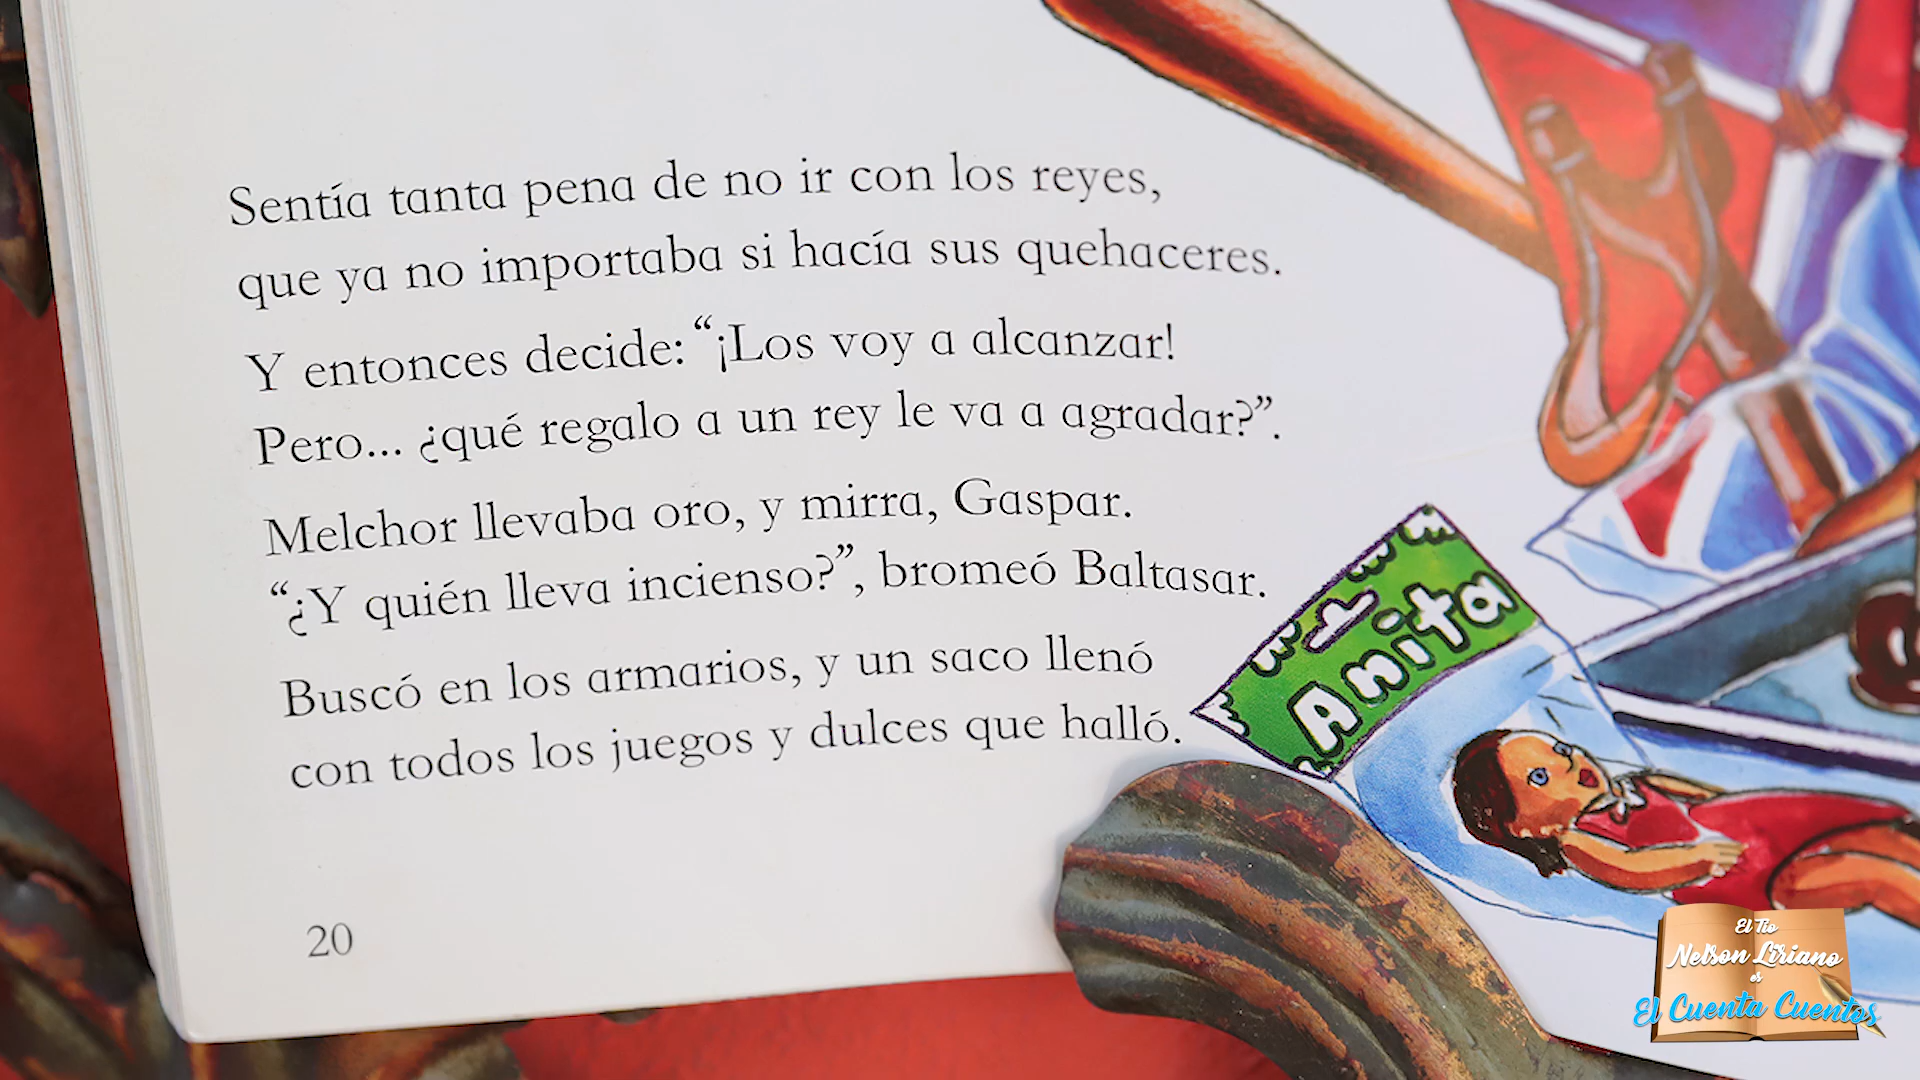 Sentía tanta pena de no ir con los reyes,
que ya no importaba si hacía sus quehaceres.
Y entonces decide: “¡Los voy a alcanzar!
Pero... ¿qué regalo a un rey le va a agradar?”.
Melchor llevaba oro, y mirra, Gaspar.
“¿Y quién lleva incienso?”, bromeó Baltasar.
Buscó en los armarios, y un saco llenó
con todos los juegos y dulces que halló.
20
Anita
El Tío
Nelson Liriano
es
El Cuenta Cuentos